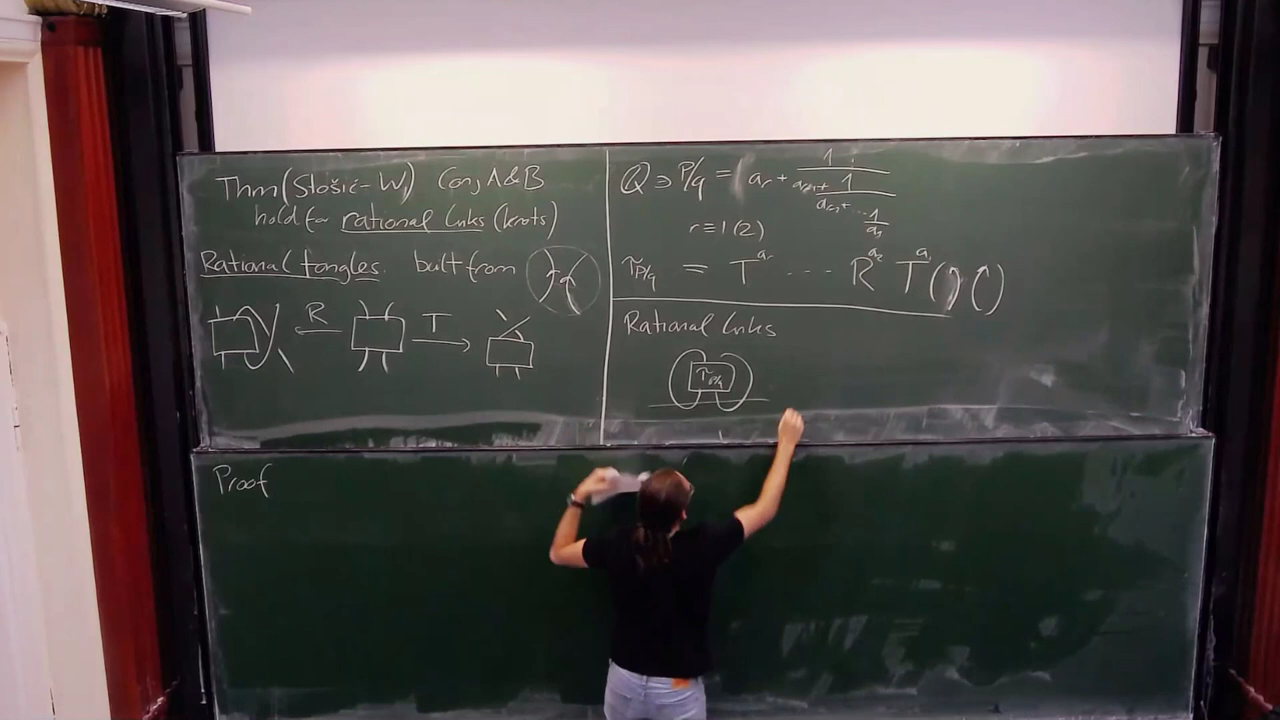 Thm (Stošić-W) Conj A&B
hold for rational links (knots)
Rational tangles. built from
R
T
Q ∋ P/q = a_r + 1/(a_{r-1} + 1/(a_{r-2} + ... 1/a_1))
r ≡ 1 (2)
τ_{P/q} = T^{a_r} ... R^{a_2} T^{a_1} ( )( )
Rational links
τ_{P/q}
Proof